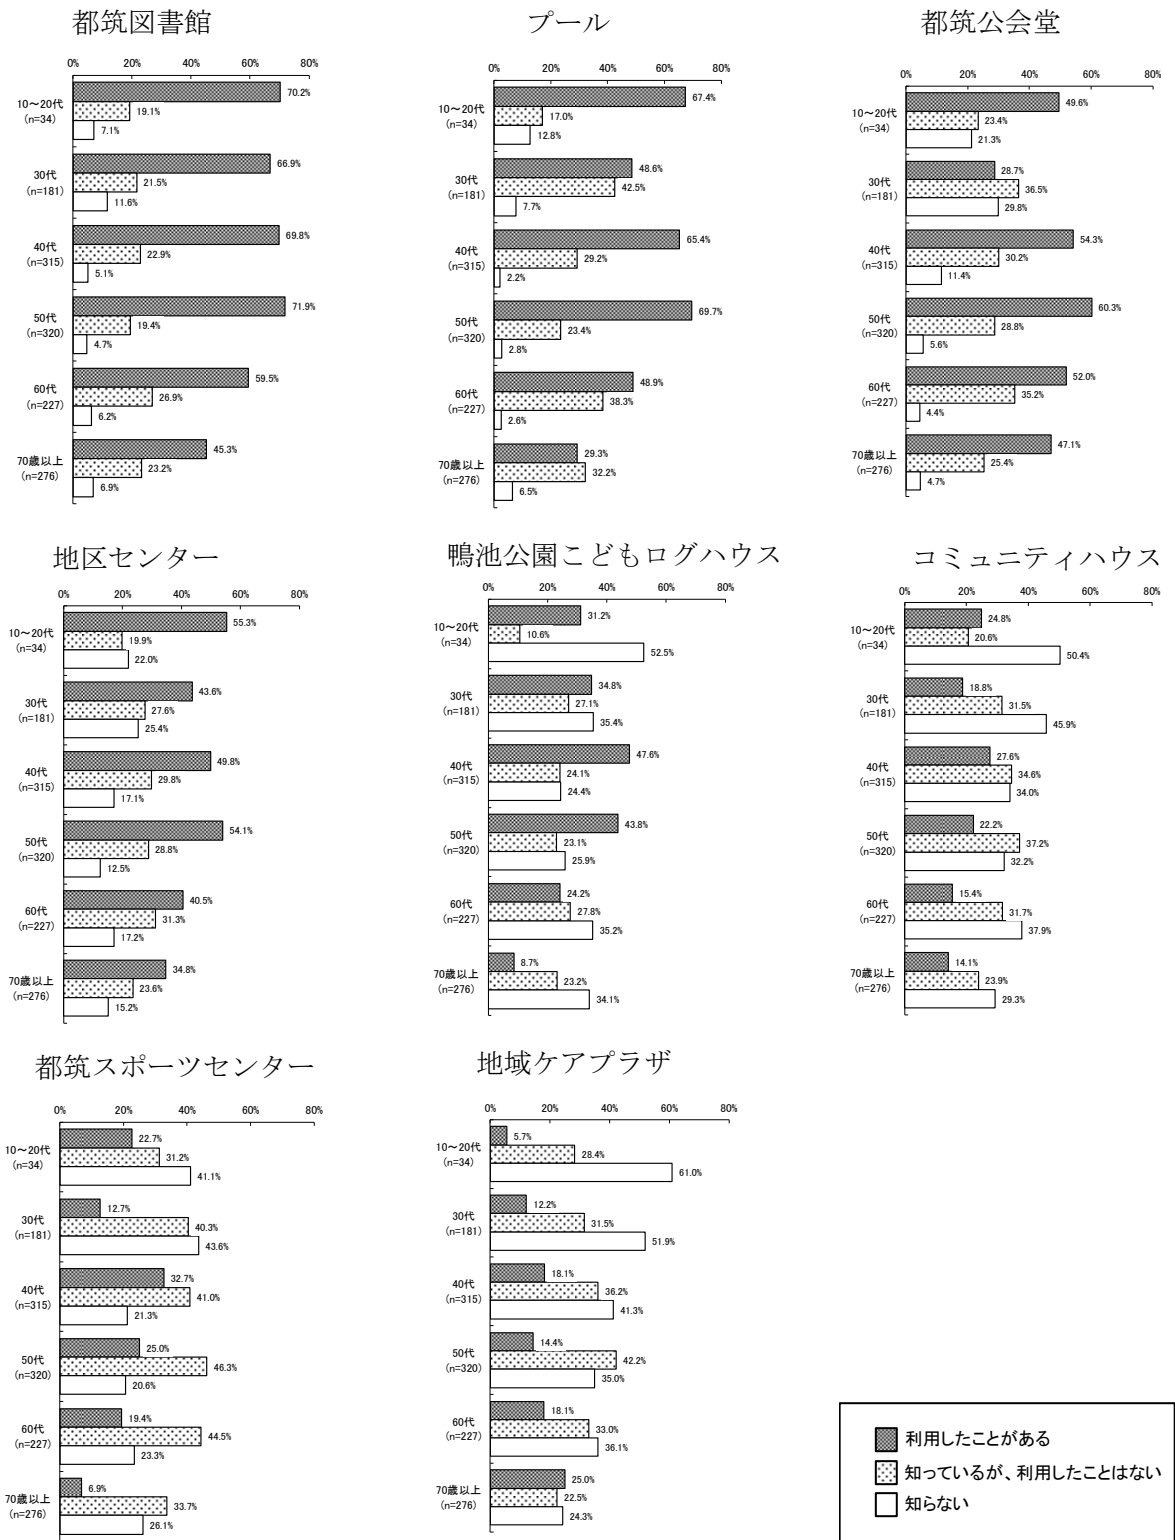 都筑図書館
0% 20% 40% 60% 80%
10～20代
(n=34)
70.2%
19.1%
7.1%
30代
(n=181)
66.9%
21.5%
11.6%
40代
(n=315)
69.8%
22.9%
5.1%
50代
(n=320)
71.9%
19.4%
4.7%
60代
(n=227)
59.5%
26.9%
6.2%
70歳以上
(n=276)
45.3%
23.2%
6.9%
プール
0% 20% 40% 60% 80%
10～20代
(n=34)
67.4%
17.0%
12.8%
30代
(n=181)
48.6%
42.5%
7.7%
40代
(n=315)
65.4%
29.2%
2.2%
50代
(n=320)
69.7%
23.4%
2.8%
60代
(n=227)
48.9%
38.3%
2.6%
70歳以上
(n=276)
29.3%
32.2%
6.5%
都筑公会堂
0% 20% 40% 60% 80%
10～20代
(n=34)
49.6%
23.4%
21.3%
30代
(n=181)
28.7%
36.5%
29.8%
40代
(n=315)
54.3%
30.2%
11.4%
50代
(n=320)
60.3%
28.8%
5.6%
60代
(n=227)
52.0%
35.2%
4.4%
70歳以上
(n=276)
47.1%
25.4%
4.7%
地区センター
0% 20% 40% 60% 80%
10～20代
(n=34)
55.3%
19.9%
22.0%
30代
(n=181)
43.6%
27.6%
25.4%
40代
(n=315)
49.8%
29.8%
17.1%
50代
(n=320)
54.1%
28.8%
12.5%
60代
(n=227)
40.5%
31.3%
17.2%
70歳以上
(n=276)
34.8%
23.6%
15.2%
鴨池公園こどもログハウス
0% 20% 40% 60% 80%
10～20代
(n=34)
31.2%
10.6%
52.5%
30代
(n=181)
34.8%
27.1%
35.4%
40代
(n=315)
47.6%
24.1%
24.4%
50代
(n=320)
43.8%
23.1%
25.9%
60代
(n=227)
24.2%
27.8%
35.2%
70歳以上
(n=276)
8.7%
23.2%
34.1%
コミュニティハウス
0% 20% 40% 60% 80%
10～20代
(n=34)
24.8%
20.6%
50.4%
30代
(n=181)
18.8%
31.5%
45.9%
40代
(n=315)
27.6%
34.6%
34.0%
50代
(n=320)
22.2%
37.2%
32.2%
60代
(n=227)
15.4%
31.7%
37.9%
70歳以上
(n=276)
14.1%
23.9%
29.3%
都筑スポーツセンター
0% 20% 40% 60% 80%
10～20代
(n=34)
22.7%
31.2%
41.1%
30代
(n=181)
12.7%
40.3%
43.6%
40代
(n=315)
32.7%
41.0%
21.3%
50代
(n=320)
25.0%
46.3%
20.6%
60代
(n=227)
19.4%
44.5%
23.3%
70歳以上
(n=276)
6.9%
33.7%
26.1%
地域ケアプラザ
0% 20% 40% 60% 80%
10～20代
(n=34)
5.7%
28.4%
61.0%
30代
(n=181)
12.2%
31.5%
51.9%
40代
(n=315)
18.1%
36.2%
41.3%
50代
(n=320)
14.4%
42.2%
35.0%
60代
(n=227)
18.1%
33.0%
36.1%
70歳以上
(n=276)
25.0%
22.5%
24.3%
利用したことがある
知っているが、利用したことはない
知らない